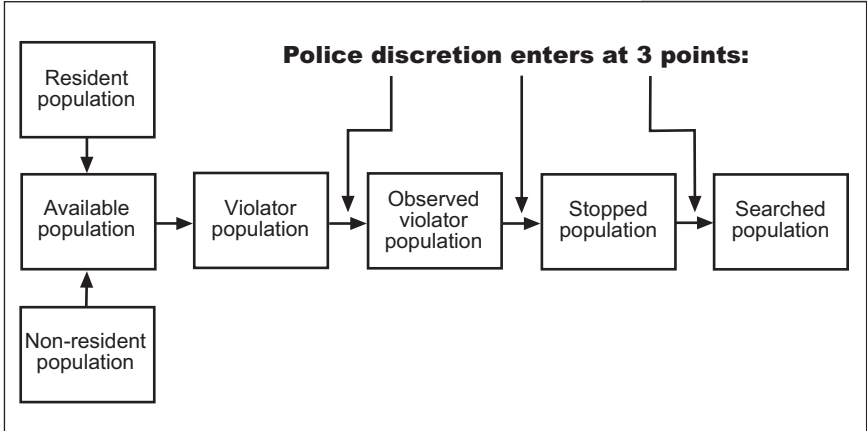 Police discretion enters at 3 points:
Resident
population
Available
population
Non-resident
population
Violator
population
Observed
violator
population
Stopped
population
Searched
population